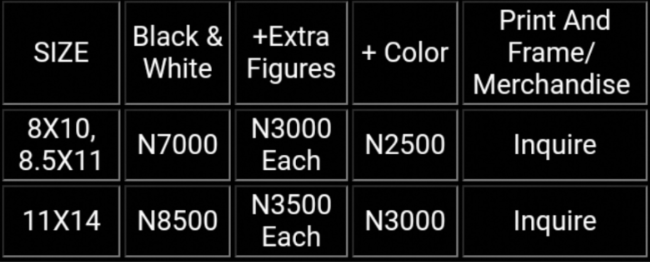 SIZE
Black &
White
+Extra
Figures
+ Color
Print And
Frame/
Merchandise
8X10,
8.5X11
N7000
N3000
Each
N2500
Inquire
11X14
N8500
N3500
Each
N3000
Inquire